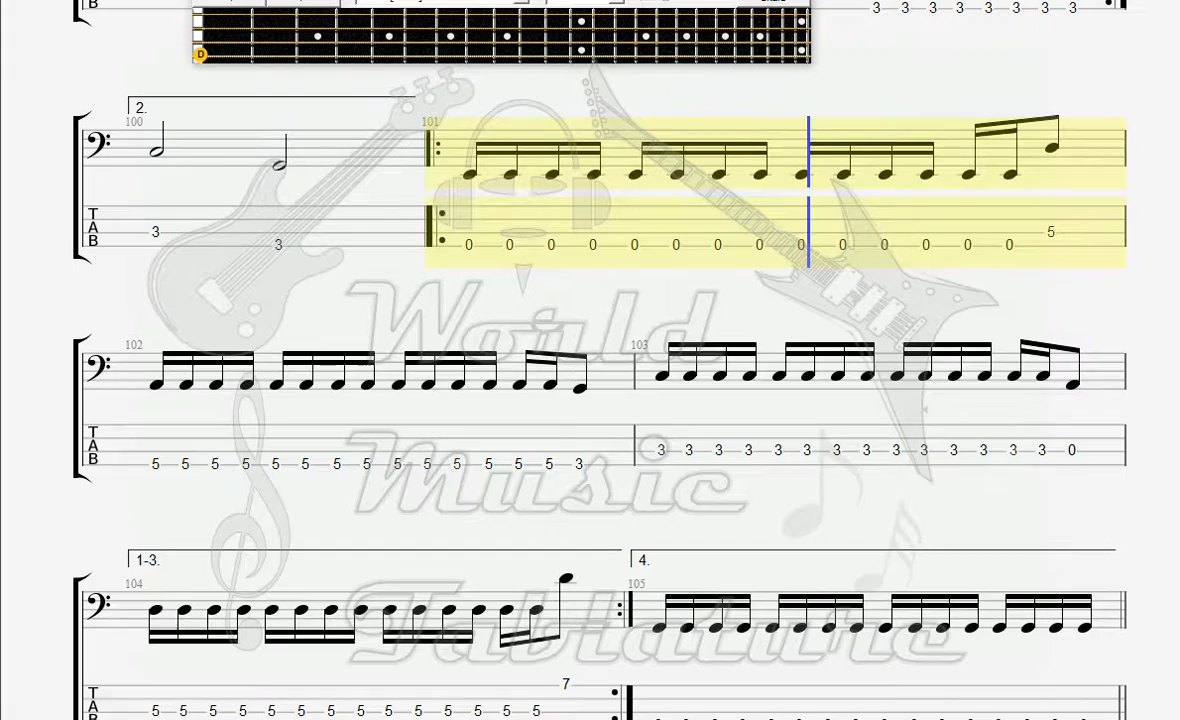 B 3 3 3 3 3 3 3 3
D
2.
100 101
T
A 3 0 0 0 0 0 0 0 0 0 0 0 0 0 0 5
B 3
World
102 103
T
A 3 3 3 3 3 3 3 3 3 3 3 3 3 3 0
B 5 5 5 5 5 5 5 5 5 5 5 5 5 5 3
Music
1-3. 4.
104 105
Tablature
T 7
A 5 5 5 5 5 5 5 5 5 5 5 5 5 5
B